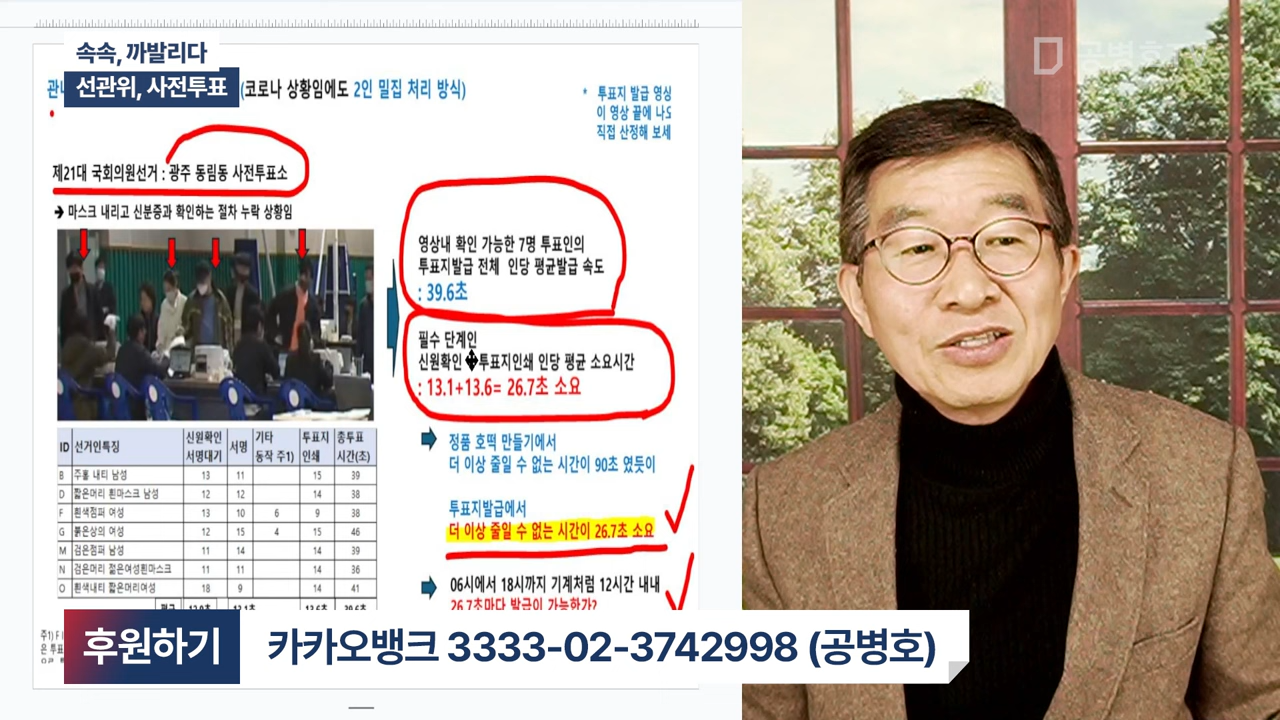 속속, 까발리다
선관위, 사전투표
(코로나 상황임에도 2인 밀집 처리 방식)
* 투표지 발급 영상
이 영상 끝에 나오
직접 산정해 보세
제21대 국회의원선거 : 광주 동림동 사전투표소
➔ 마스크 내리고 신분증과 확인하는 절차 누락 상황임
영상내 확인 가능한 7명 투표인의
투표지발급 전체 인당 평균발급 속도
: 39.6초
필수 단계인
신원확인 투표지인쇄 인당 평균 소요시간
: 13.1+13.6= 26.7초 소요
정품 호떡 만들기에서
더 이상 줄일 수 없는 시간이 90초 였듯이
투표지발급에서
더 이상 줄일 수 없는 시간이 26.7초 소요
06시에서 18시까지 기계처럼 12시간 내내
26.7초마다 발급이 가능한가?
ID 선거인특징 신원확인 서명대기 서명 기타 동작 주1) 투표지 인쇄 총투표 시간(초)
B 주홍 내티 남성 13 11 15 39
D 짧은머리 흰마스크 남성 12 12 14 38
F 흰색점퍼 여성 13 10 6 9 38
G 붉은상의 여성 12 15 4 15 46
M 검은점퍼 남성 11 14 14 39
N 검은머리 젊은여성흰마스크 11 11 14 36
O 흰색내티 짧은머리여성 18 9 14 41
후원하기
카카오뱅크 3333-02-3742998 (공병호)
공병호